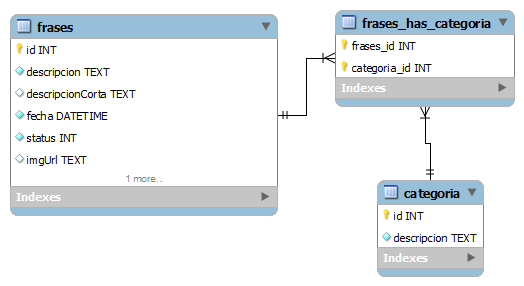 frases
id INT
descripcion TEXT
descripcionCorta TEXT
fecha DATETIME
status INT
imgUrl TEXT
1 more...
Indexes
frases_has_categoria
frases_id INT
categoria_id INT
Indexes
categoria
id INT
descripcion TEXT
Indexes